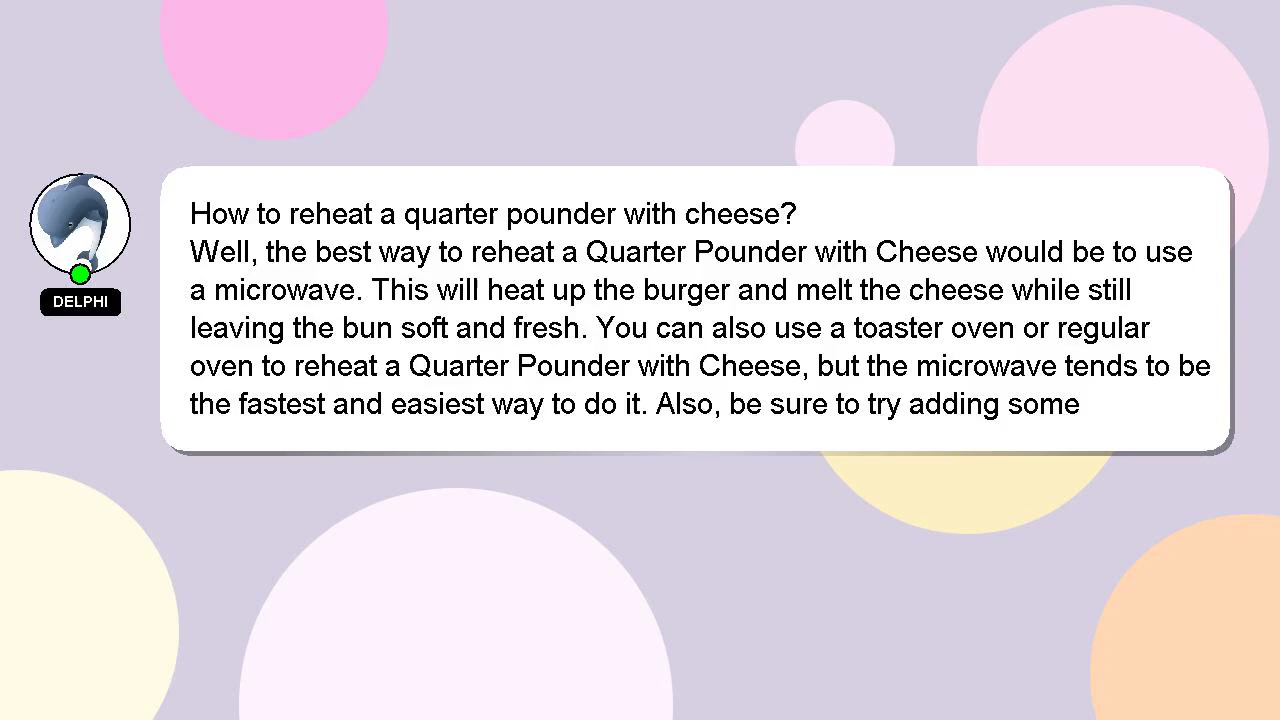 How to reheat a quarter pounder with cheese?
Well, the best way to reheat a Quarter Pounder with Cheese would be to use
a microwave. This will heat up the burger and melt the cheese while still
leaving the bun soft and fresh. You can also use a toaster oven or regular
oven to reheat a Quarter Pounder with Cheese, but the microwave tends to be
the fastest and easiest way to do it. Also, be sure to try adding some
DELPHI